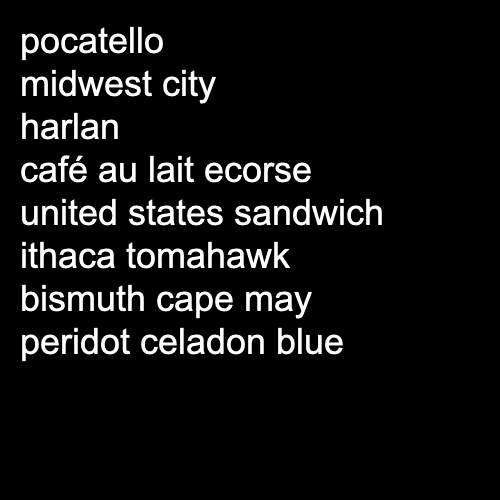 pocatello
midwest city
harlan
café au lait ecorse
united states sandwich
ithaca tomahawk
bismuth cape may
peridot celadon blue